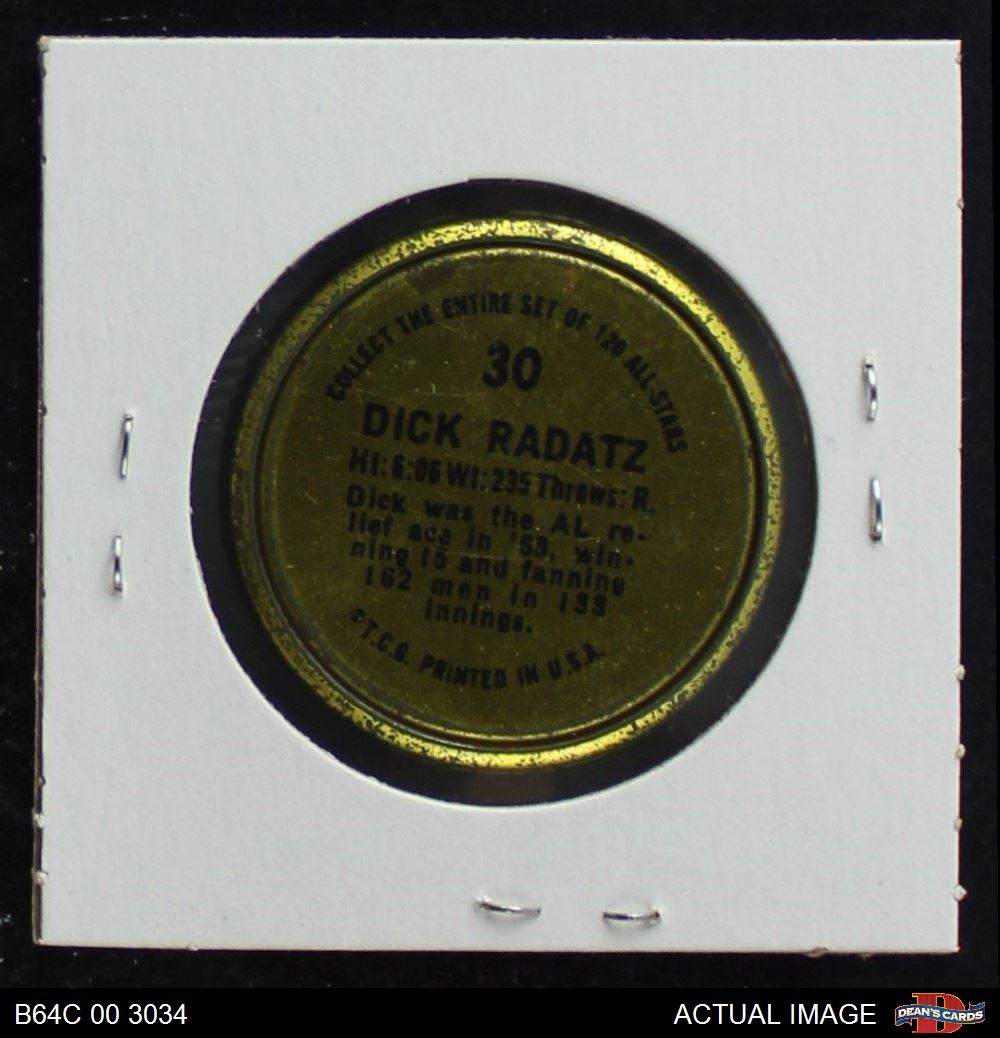 COLLECT THE ENTIRE SET OF 120 ALL-STARS
30
DICK RADATZ
Ht: 6:06 Wt: 235 Throws: R.
Dick was the AL re-
lief ace in '63, win-
ning 15 and fanning
162 men in 133
innings.
©T.C.G. PRINTED IN U.S.A.
B64C 00 3034
ACTUAL IMAGE
D
DEAN'S CARDS